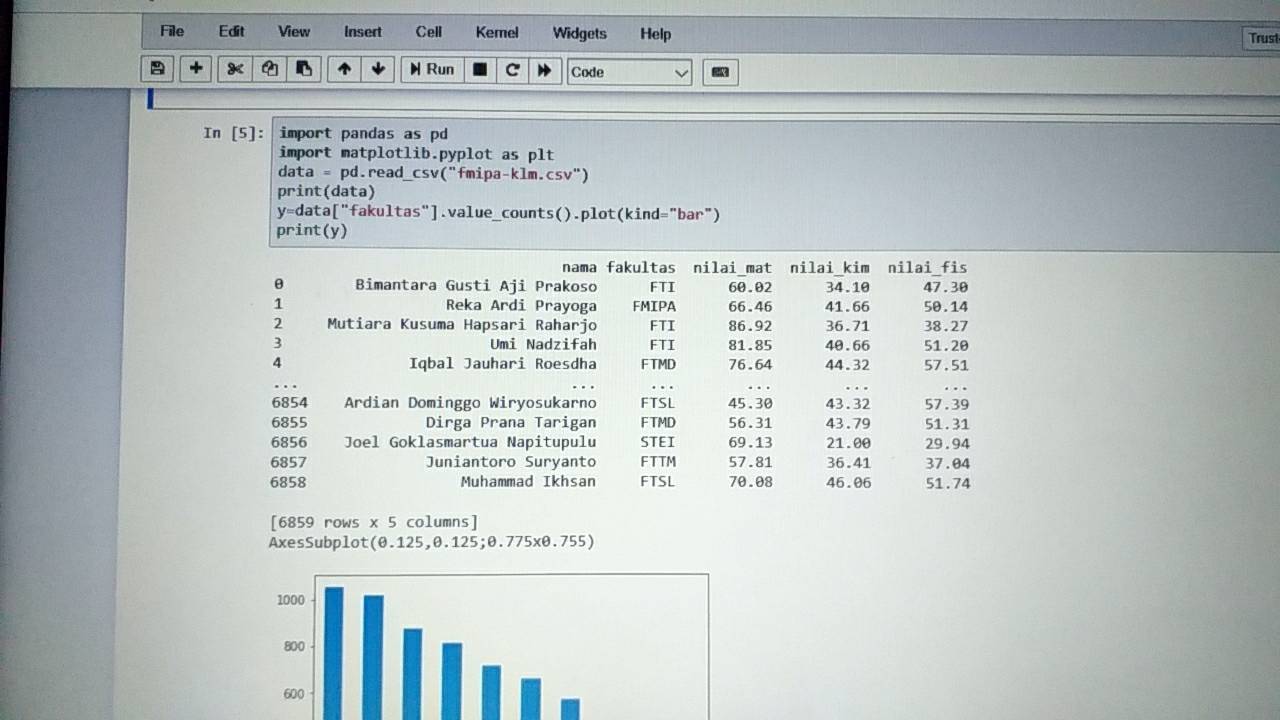 File Edit View Insert Cell Kernel Widgets Help
Trust
Run Code
In [5]: import pandas as pd
import matplotlib.pyplot as plt
data = pd.read_csv("fmipa-klm.csv")
print(data)
y=data["fakultas"].value_counts().plot(kind="bar")
print(y)
nama fakultas nilai_mat nilai_kim nilai_fis
0 Bimantara Gusti Aji Prakoso FTI 60.02 34.10 47.30
1 Reka Ardi Prayoga FMIPA 66.46 41.66 50.14
2 Mutiara Kusuma Hapsari Raharjo FTI 86.92 36.71 38.27
3 Umi Nadzifah FTI 81.85 40.66 51.20
4 Iqbal Jauhari Roesdha FTMD 76.64 44.32 57.51
... ... ... ... ... ...
6854 Ardian Dominggo Wiryosukarno FTSL 45.30 43.32 57.39
6855 Dirga Prana Tarigan FTMD 56.31 43.79 51.31
6856 Joel Goklasmartua Napitupulu STEI 69.13 21.00 29.94
6857 Juniantoro Suryanto FTTM 57.81 36.41 37.04
6858 Muhammad Ikhsan FTSL 70.08 46.06 51.74
[6859 rows x 5 columns]
AxesSubplot(0.125,0.125;0.775x0.755)
1000
800
600